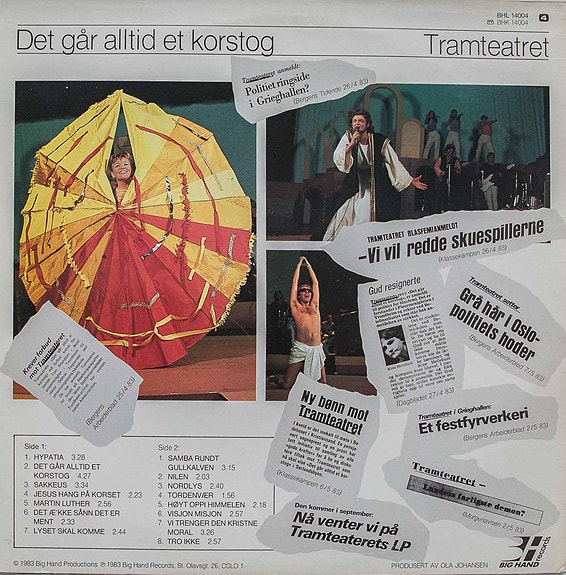 BHL 14004
BHK 14004
4
Det går alltid et korstog
Tramteatret
Tramteatret anmeldt:
Politiet ringside
i Grieghallen?
(Bergens Tidende 26/4 83)
TRAMTEATRET BLASFEMIANMELDT
-Vi vil redde skuespillerne
(Klassekampen 26/4 83)
Gud resignerte
(Dagbladet 27/4 83)
Tramteatret setter
Grå hår i Oslo-
politiets hoder
(Bergens Arbeiderblad 7/5 83)
Krever forbud
mot Tramteatret
(Bergens
Arbeiderblad 25/4 83)
Ny bønn mot
Tramteatret
(Klassekampen 6/5 83)
Tramteatret i Grieghallen:
Et festfyrverkeri
(Bergens Arbeiderblad 2/5 83)
Tramteatret –
Landets farligste demon?
(Morgenavisen 2/5 83)
Den kommer i september:
Nå venter vi på
Tramteaterets LP
Side 1:
1. HYPATIA 3.28
2. DET GÅR ALLTID ET
KORSTOG 4.27
3. SAKKEUS 3.34
4. JESUS HANG PÅ KORSET 2.23
5. MARTIN LUTHER 2.56
6. DET Æ'KKE SÅNN DET ER
MENT 2.33
7. LYSET SKAL KOMME 2.44
Side 2:
1. SAMBA RUNDT
GULLKALVEN 3.15
2. NILEN 2.03
3. NORDLYS 2.40
4. TORDENVÆR 1.56
5. HØYT OPPI HIMMELEN 2.18
6. VISJON MISJON 2.57
7. VI TRENGER DEN KRISTNE
MORAL 3.26
8. TRO IKKE 2.57
© 1983 Big Hand Productions ℗ 1983 Big Hand Records, St. Olavsgt. 26, OSLO 1
PRODUSERT AV OLA JOHANSEN
BIG HAND
records